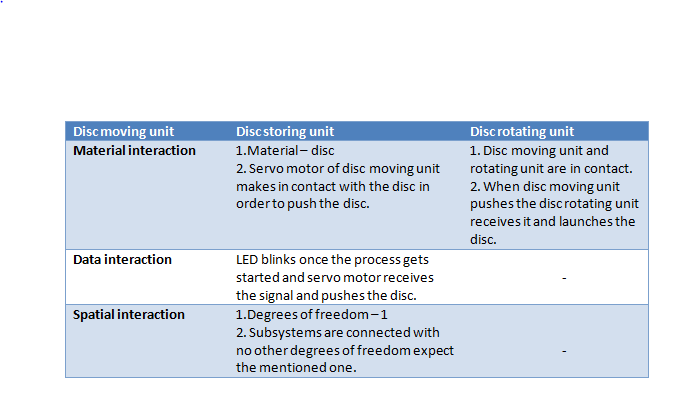 Disc moving unit Disc storing unit Disc rotating unit
Material interaction 1.Material – disc 1. Disc moving unit and
2. Servo motor of disc moving unit rotating unit are in contact.
makes in contact with the disc in 2. When disc moving unit
order to push the disc. pushes the disc rotating unit
receives it and launches the
disc.
Data interaction LED blinks once the process gets
started and servo motor receives -
the signal and pushes the disc.
Spatial interaction 1.Degrees of freedom – 1
2. Subsystems are connected with
no other degrees of freedom expect -
the mentioned one.